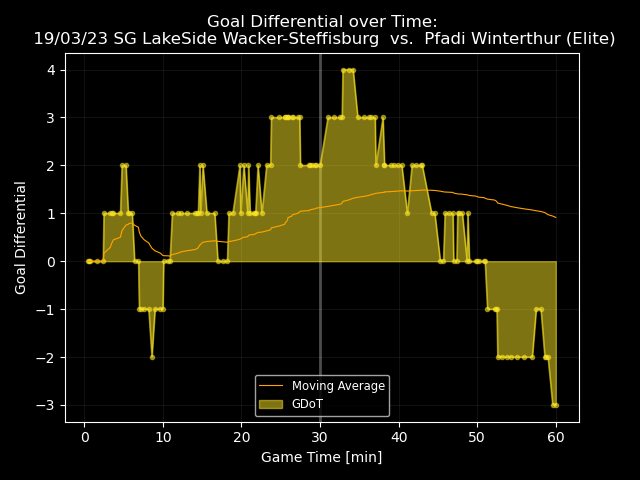 Goal Differential over Time:
19/03/23 SG LakeSide Wacker-Steffisburg  vs.  Pfadi Winterthur (Elite)
Goal Differential
4
3
2
1
0
−1
−2
−3
Moving Average
GDoT
0 10 20 30 40 50 60
Game Time [min]